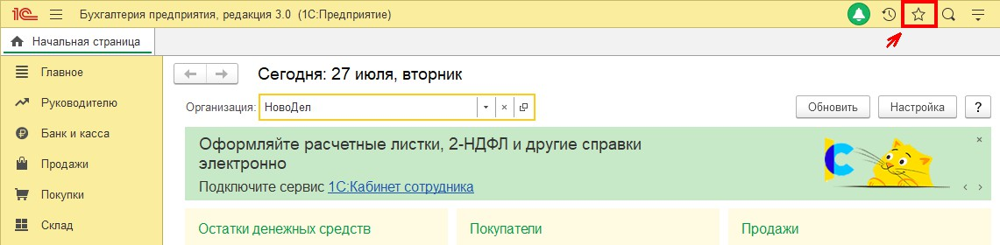 1С Бухгалтерия предприятия, редакция 3.0 (1С:Предприятие)
Начальная страница
Главное
Руководителю
Банк и касса
Продажи
Покупки
Склад
Сегодня: 27 июля, вторник
Организация: НовоДел
Обновить Настройка ?
Оформляйте расчетные листки, 2-НДФЛ и другие справки
электронно
Подключите сервис 1С:Кабинет сотрудника
Остатки денежных средств Покупатели Продажи